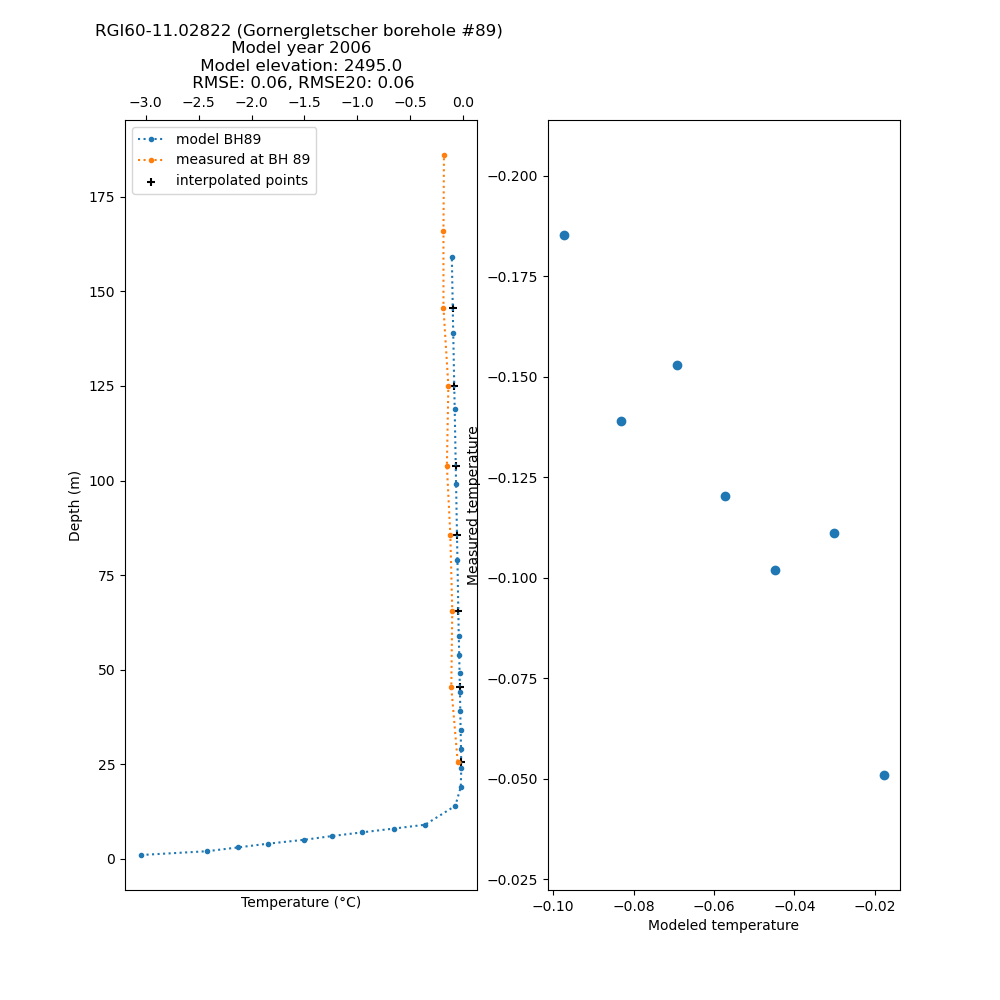 RGI60-11.02822 (Gornergletscher borehole #89)
Model year 2006
Model elevation: 2495.0
RMSE: 0.06, RMSE20: 0.06
−3.0 −2.5 −2.0 −1.5 −1.0 −0.5 0.0
model BH89
measured at BH 89
interpolated points
175
150
125
100
75
50
25
0
Depth (m)
Temperature (°C)
−0.200
−0.175
−0.150
−0.125
−0.100
−0.075
−0.050
−0.025
Measured temperature
−0.10 −0.08 −0.06 −0.04 −0.02
Modeled temperature